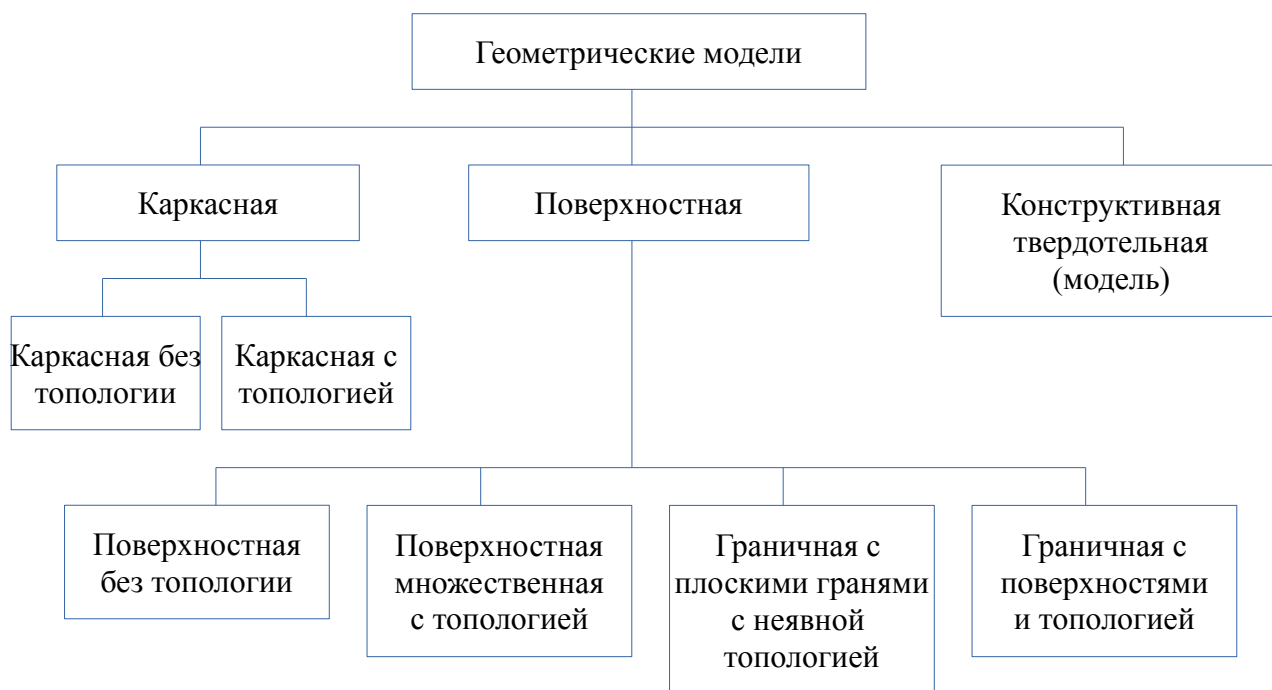 Геометрические модели
Каркасная
Поверхностная
Конструктивная
твердотельная
(модель)
Каркасная без
топологии
Каркасная с
топологией
Поверхностная
без топологии
Поверхностная
множественная
с топологией
Граничная с
плоскими гранями
с неявной
топологией
Граничная с
поверхностями
и топологией